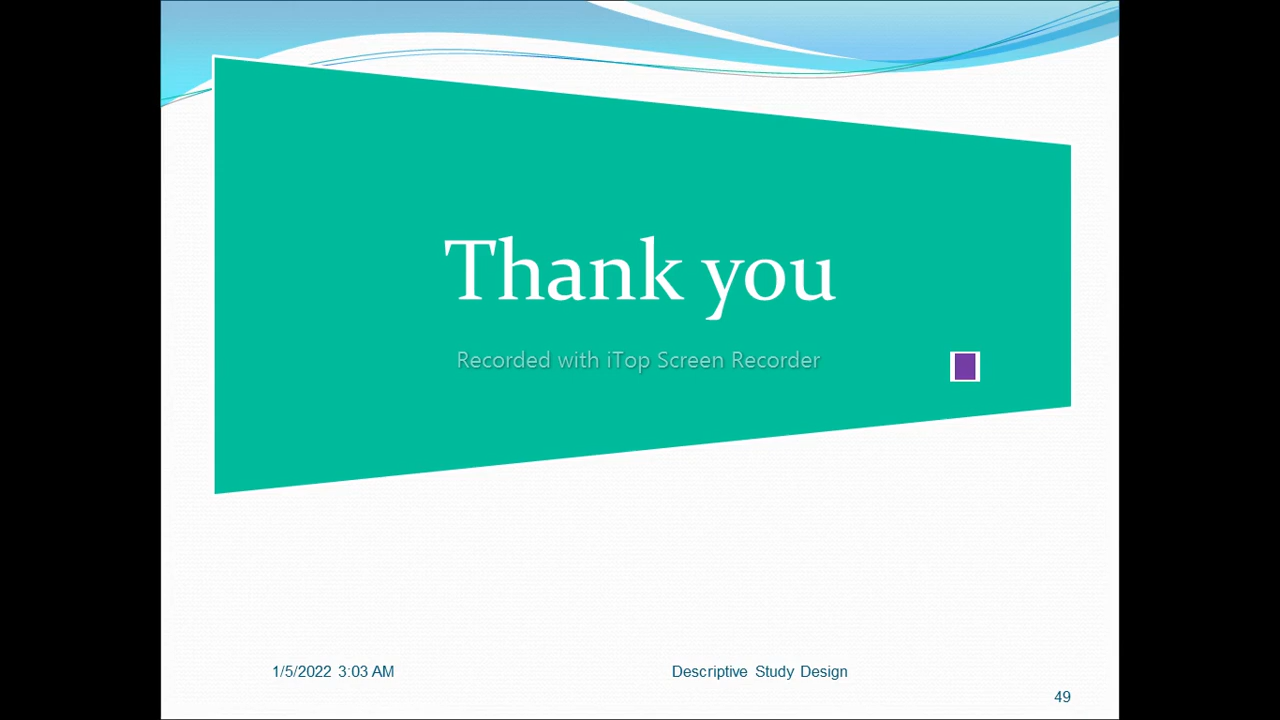 Thank you
Recorded with iTop Screen Recorder
1/5/2022 3:03 AM
Descriptive Study Design
49